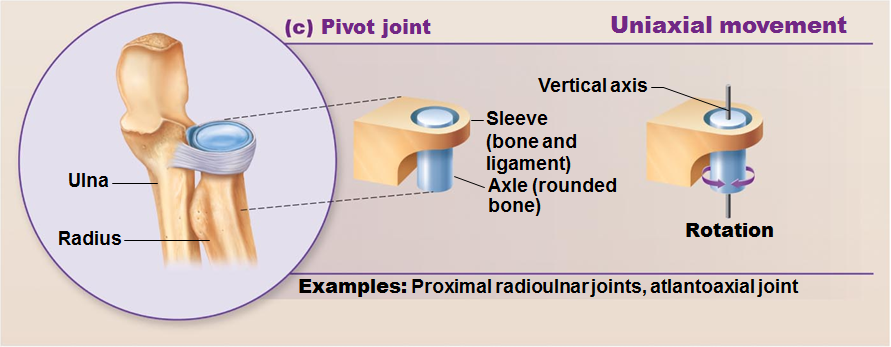 (c) Pivot joint
Uniaxial movement
Vertical axis
Sleeve
(bone and
ligament)
Axle (rounded
bone)
Ulna
Radius
Rotation
Examples: Proximal radioulnar joints, atlantoaxial joint